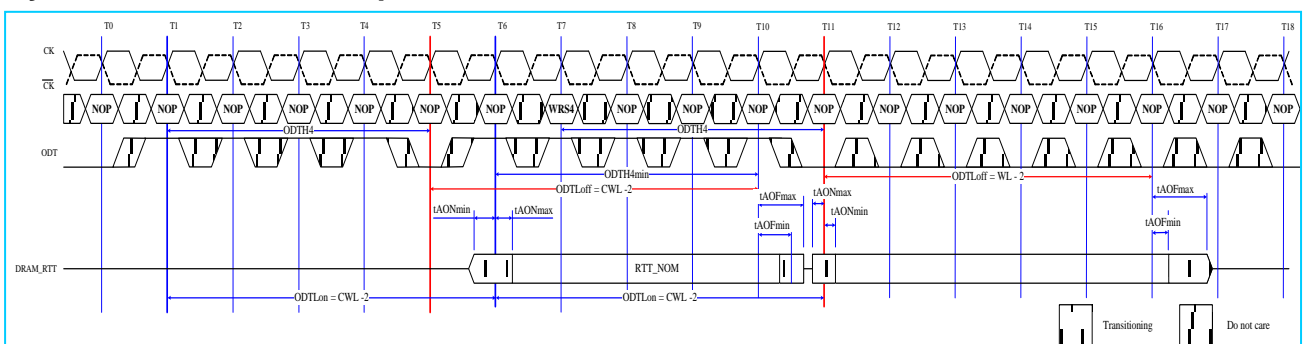 T0 T1 T2 T3 T4 T5 T6 T7 T8 T9 T10 T11 T12 T13 T14 T15 T16 T17 T18
CK
CK
NOP NOP NOP NOP NOP NOP NOP WRS4 NOP NOP NOP NOP NOP NOP NOP NOP NOP NOP NOP
ODTH4 ODTH4
ODT
ODTH4min ODTLoff = WL - 2
ODTLoff = CWL - 2
tAOFmax tAONmax tAOFmax
tAONmin tAONmax tAONmin
tAOFmin tAOFmin
DRAM_RTT RTT_NOM
ODTLon = CWL -2 ODTLon = CWL -2
Transitioning Do not care